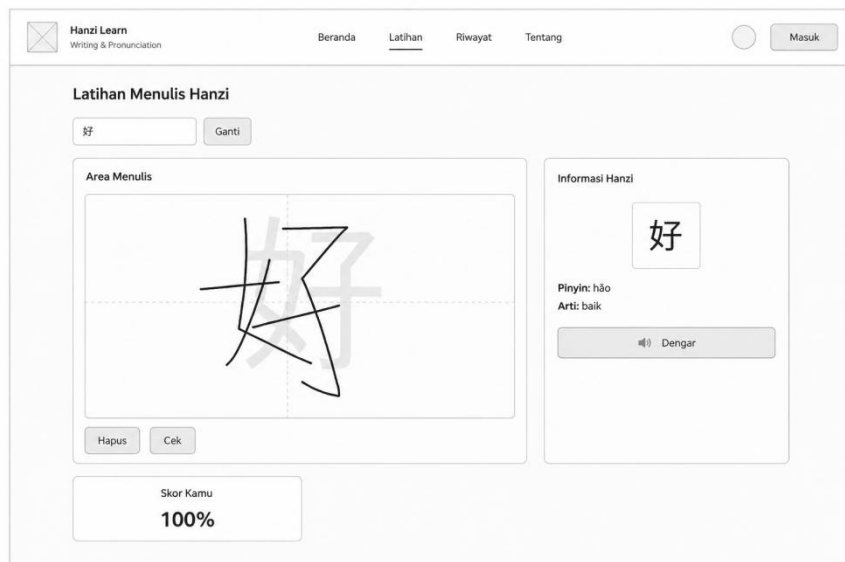 Hanzi Learn
Writing & Pronunciation
Beranda
Latihan
Riwayat
Tentang
Masuk
Latihan Menulis Hanzi
好
Ganti
Area Menulis
好
Hapus
Cek
Informasi Hanzi
好
Pinyin: hǎo
Arti: baik
Dengar
Skor Kamu
100%